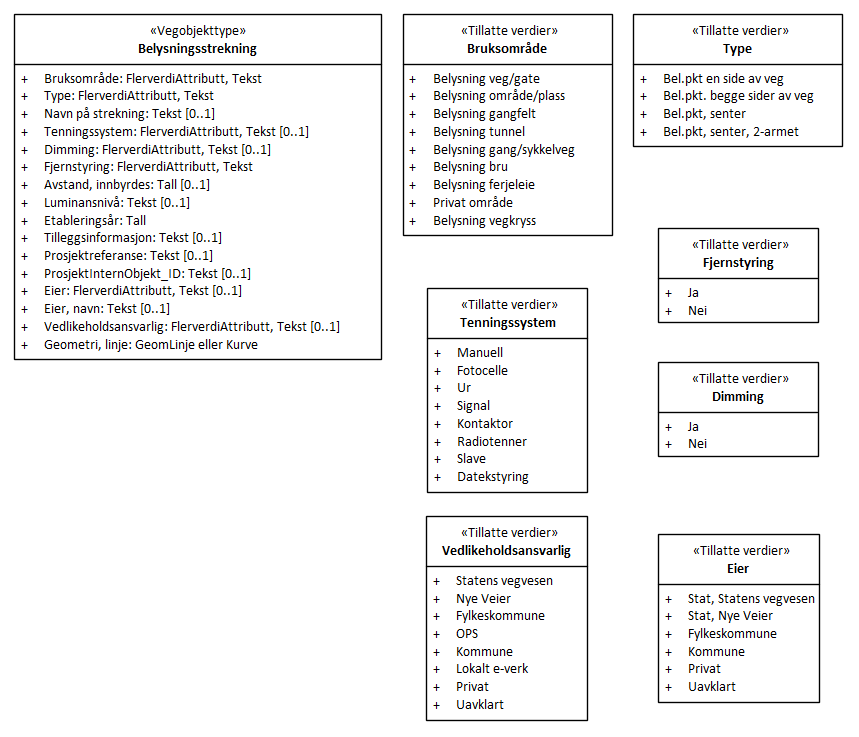 «Vegobjekttype»
Belysningsstrekning
+ Bruksområde: FlerverdiAttributt, Tekst
+ Type: FlerverdiAttributt, Tekst
+ Navn på strekning: Tekst [0..1]
+ Tenningssystem: FlerverdiAttributt, Tekst [0..1]
+ Dimming: FlerverdiAttributt, Tekst [0..1]
+ Fjernstyring: FlerverdiAttributt, Tekst
+ Avstand, innbyrdes: Tall [0..1]
+ Luminansnivå: Tekst [0..1]
+ Etableringsår: Tall
+ Tilleggsinformasjon: Tekst [0..1]
+ Prosjektreferanse: Tekst [0..1]
+ ProsjektInternObjekt_ID: Tekst [0..1]
+ Eier: FlerverdiAttributt, Tekst [0..1]
+ Eier, navn: Tekst [0..1]
+ Vedlikeholdsansvarlig: FlerverdiAttributt, Tekst [0..1]
+ Geometri, linje: GeomLinje eller Kurve
«Tillatte verdier»
Bruksområde
+ Belysning veg/gate
+ Belysning område/plass
+ Belysning gangfelt
+ Belysning tunnel
+ Belysning gang/sykkelveg
+ Belysning bru
+ Belysning ferjeleie
+ Privat område
+ Belysning vegkryss
«Tillatte verdier»
Type
+ Bel.pkt en side av veg
+ Bel.pkt. begge sider av veg
+ Bel.pkt, senter
+ Bel.pkt, senter, 2-armet
«Tillatte verdier»
Fjernstyring
+ Ja
+ Nei
«Tillatte verdier»
Tenningssystem
+ Manuell
+ Fotocelle
+ Ur
+ Signal
+ Kontaktor
+ Radiotenner
+ Slave
+ Datekstyring
«Tillatte verdier»
Dimming
+ Ja
+ Nei
«Tillatte verdier»
Vedlikeholdsansvarlig
+ Statens vegvesen
+ Nye Veier
+ Fylkeskommune
+ OPS
+ Kommune
+ Lokalt e-verk
+ Privat
+ Uavklart
«Tillatte verdier»
Eier
+ Stat, Statens vegvesen
+ Stat, Nye Veier
+ Fylkeskommune
+ Kommune
+ Privat
+ Uavklart